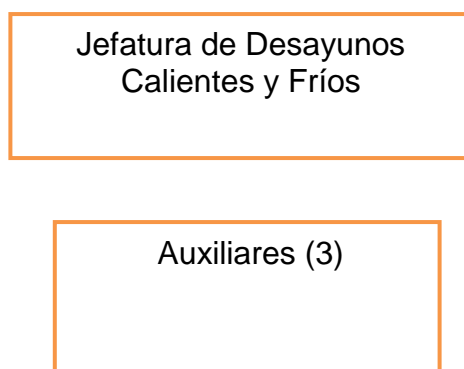 Jefatura de Desayunos
Calientes y Fríos
Auxiliares (3)